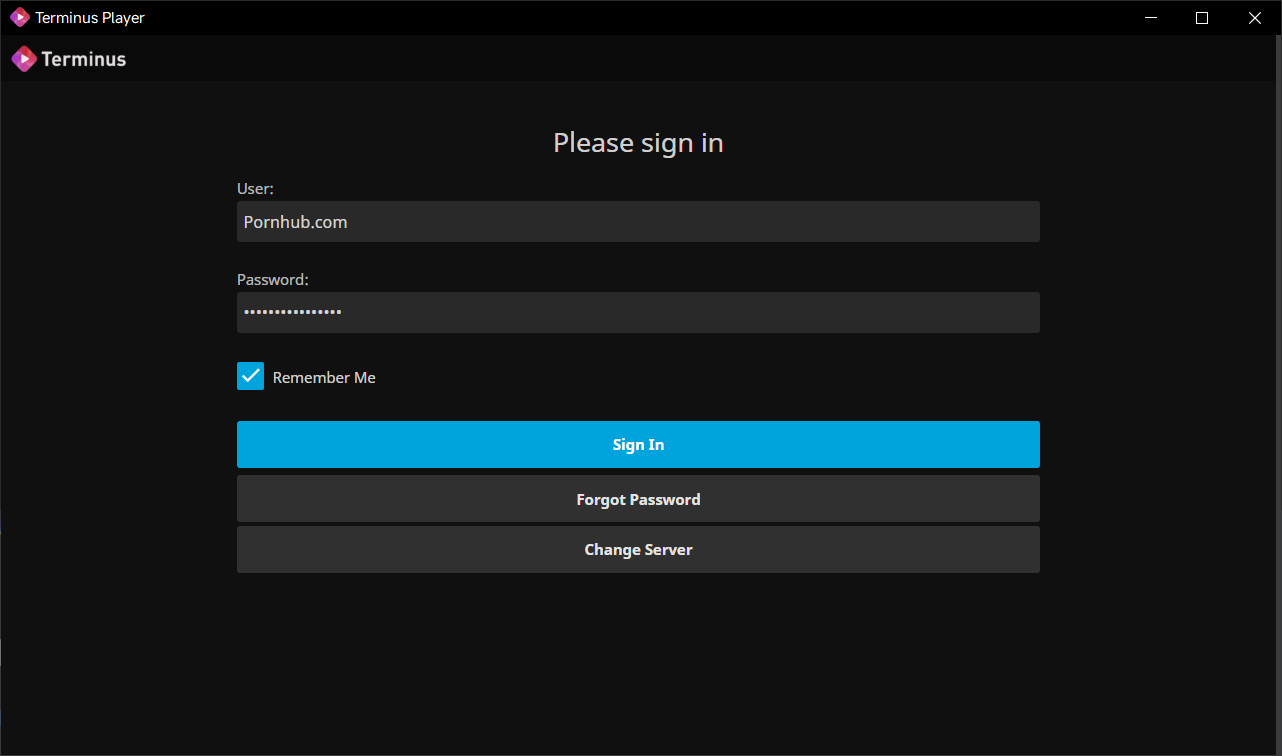 Terminus Player
Terminus
Please sign in
User:
Pornhub.com
Password:
••••••••••••••••
Remember Me
Sign In
Forgot Password
Change Server